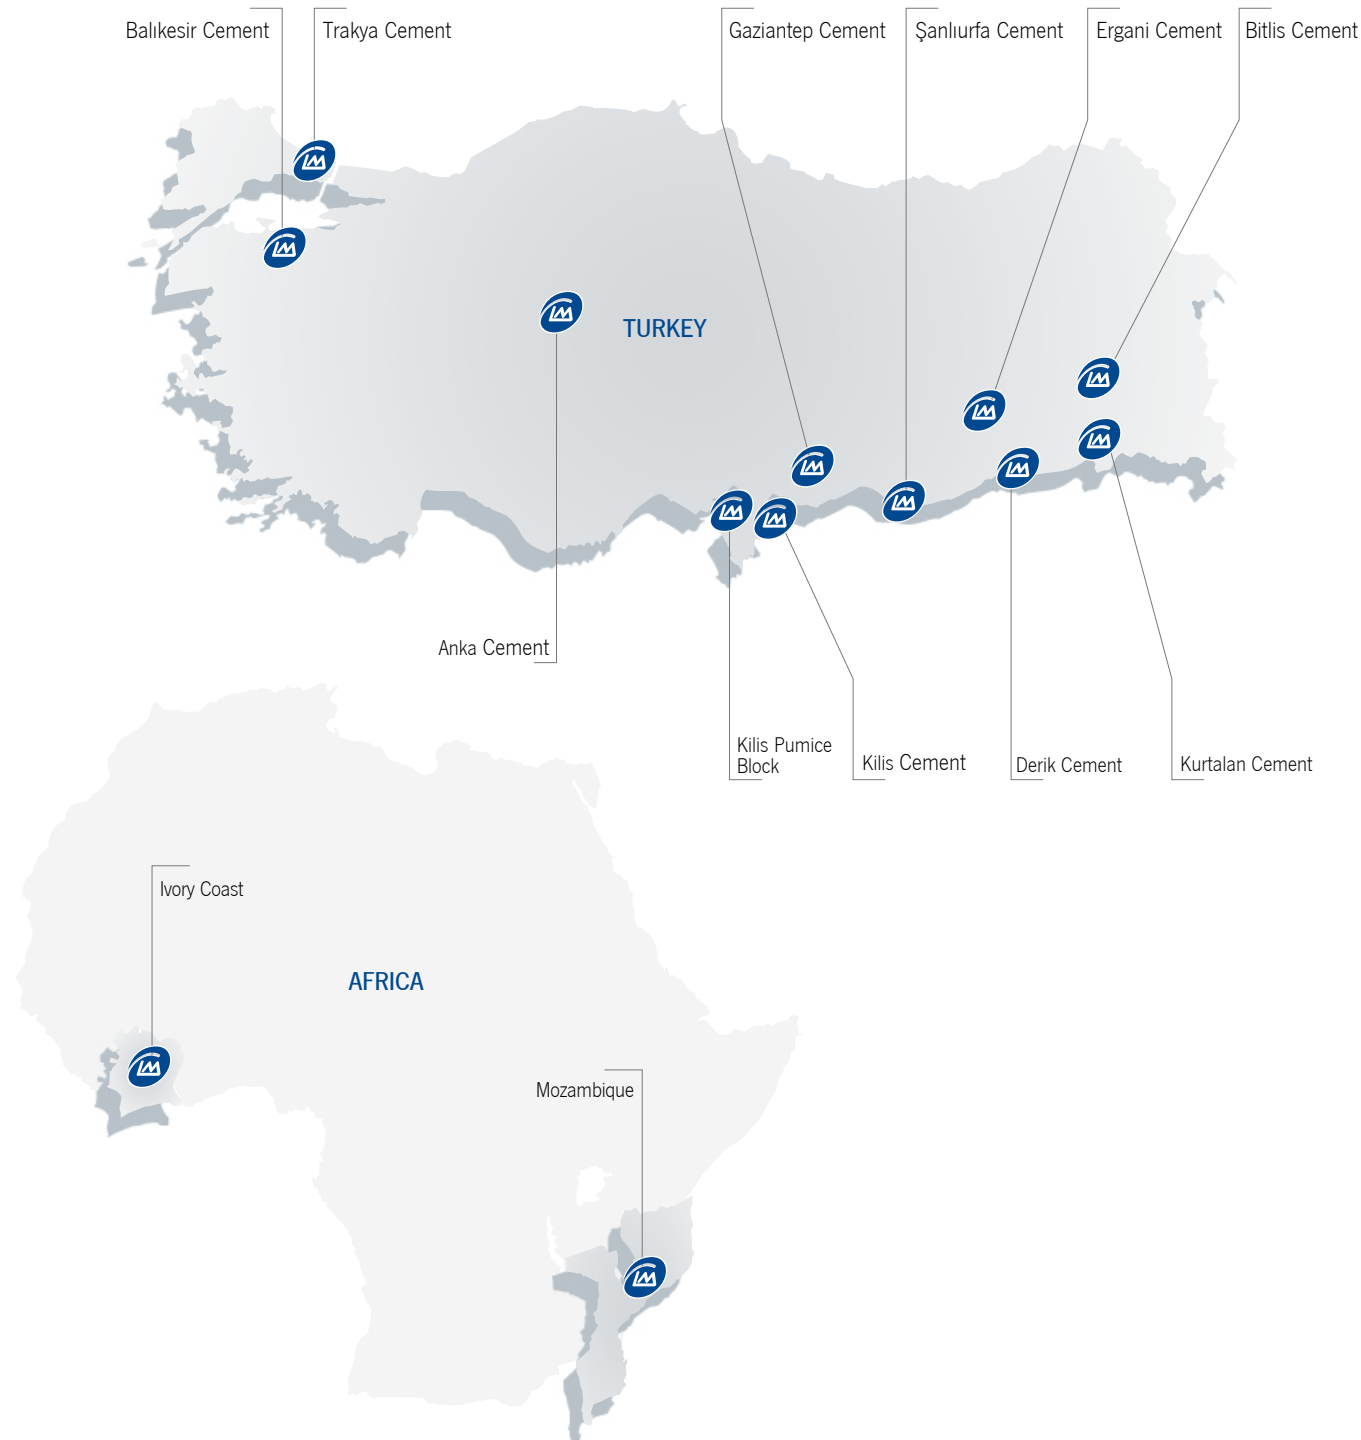 Balıkesir Cement
Trakya Cement
Gaziantep Cement
Şanlıurfa Cement
Ergani Cement
Bitlis Cement
TURKEY
Anka Cement
Kilis Pumice
Block
Kilis Cement
Derik Cement
Kurtalan Cement
Ivory Coast
AFRICA
Mozambique